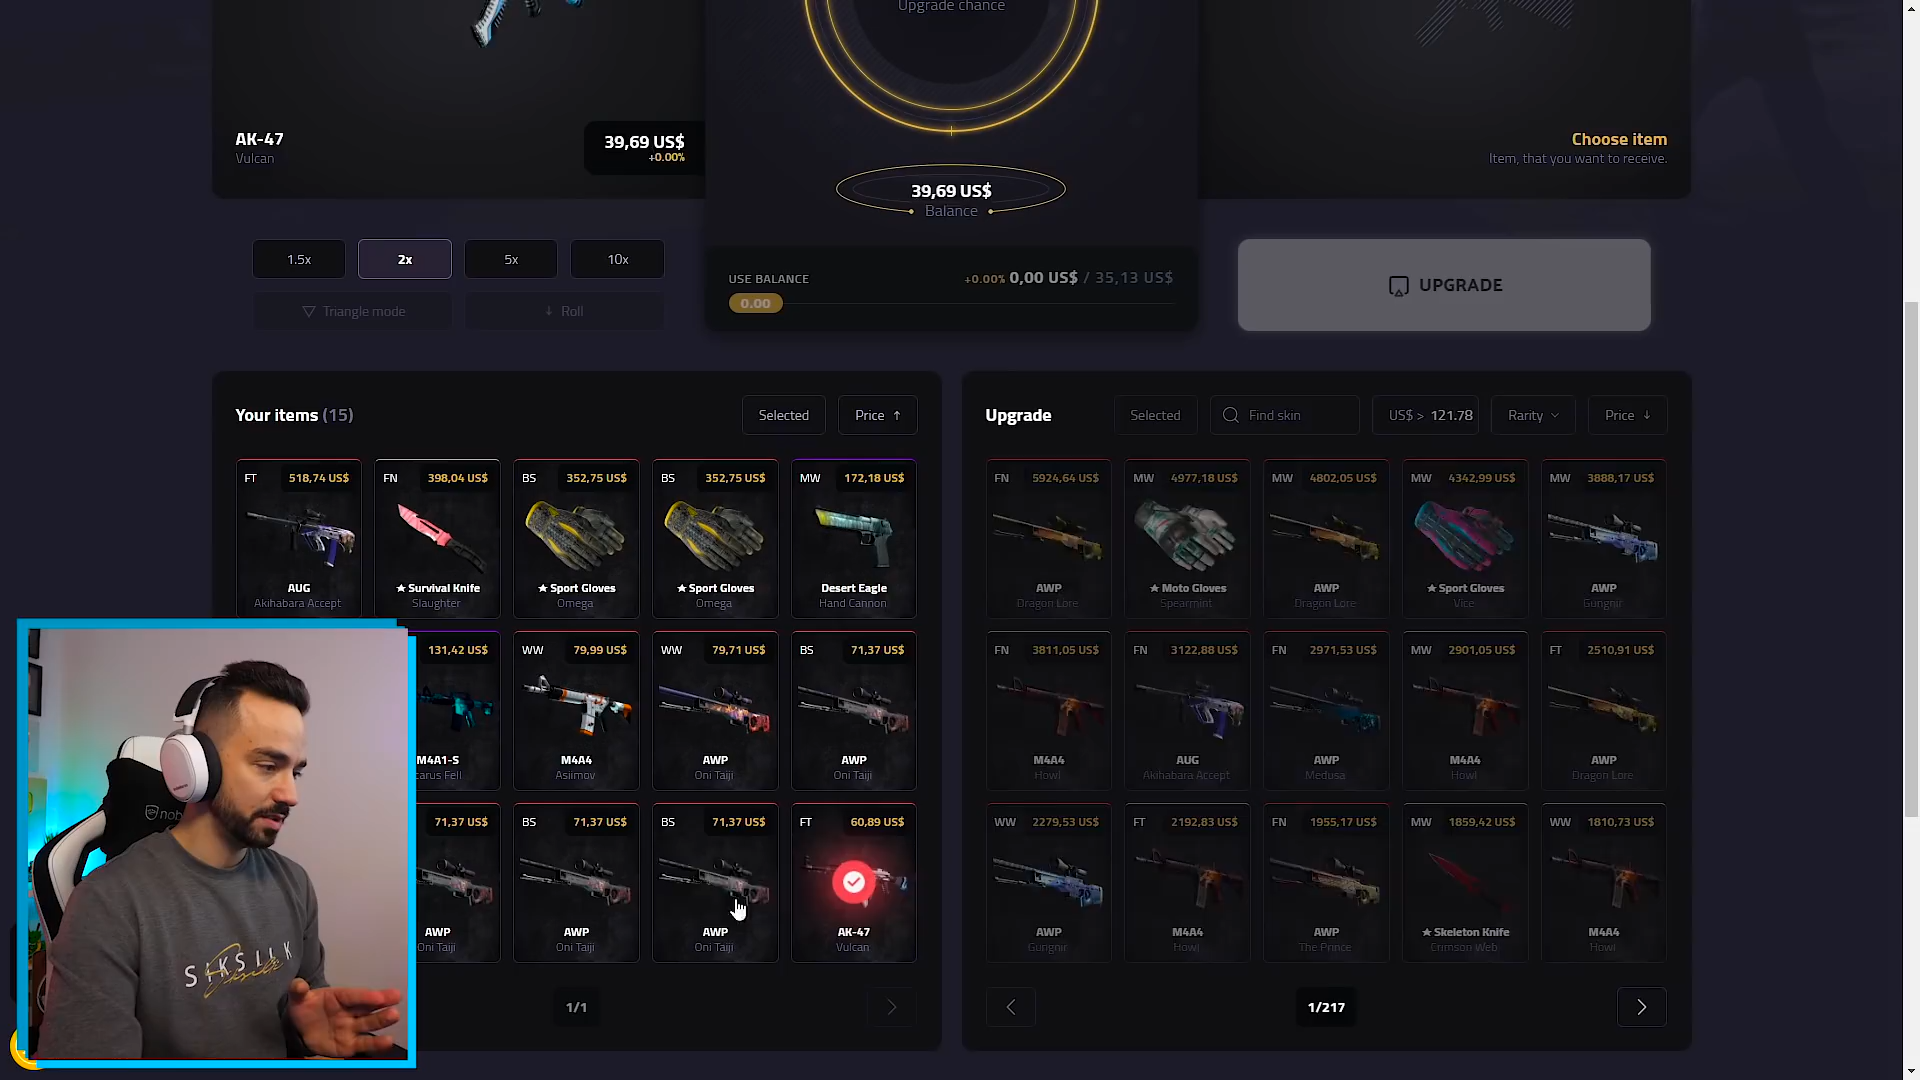 Upgrade chance
AK-47
Vulcan
39,69 US$
+0.00%
39,69 US$
Balance
Choose item
Item, that you want to receive.
1.5x
2x
5x
10x
Triangle mode
Roll
USE BALANCE
+0.00% 0,00 US$ / 35,13 US$
0.00
UPGRADE
Your items (15)
Selected
Price
FT 518,74 US$
AUG
Akihabara Accept
FN 398,04 US$
★ Survival Knife
Slaughter
BS 352,75 US$
★ Sport Gloves
Omega
BS 352,75 US$
★ Sport Gloves
Omega
MW 172,18 US$
Desert Eagle
Hand Cannon
131,42 US$
M4A1-S
carus Fell
WW 79,99 US$
M4A4
Asiimov
WW 79,71 US$
AWP
Oni Taiji
BS 71,37 US$
AWP
Oni Taiji
71,37 US$
AWP
Oni Taiji
BS 71,37 US$
AWP
Oni Taiji
BS 71,37 US$
AWP
Oni Taiji
FT 60,89 US$
AK-47
Vulcan
1/1
Upgrade
Selected
Find skin
US$ > 121.78
Rarity
Price
FN 5924,64 US$
AWP
Dragon Lore
MW 4977,18 US$
★ Moto Gloves
Spearmint
MW 4802,05 US$
AWP
Dragon Lore
MW 4342,99 US$
★ Sport Gloves
Vice
MW 3888,17 US$
AWP
Gungnir
FN 3811,05 US$
M4A4
Howl
FN 3122,88 US$
AUG
Akihabara Accept
FN 2971,53 US$
AWP
Medusa
MW 2901,05 US$
M4A4
Howl
FT 2510,91 US$
AWP
Dragon Lore
WW 2279,53 US$
AWP
Gungnir
FT 2192,83 US$
M4A4
Howl
FN 1955,17 US$
AWP
The Prince
MW 1859,42 US$
★ Skeleton Knife
Crimson Web
WW 1810,73 US$
M4A4
Howl
1/217
nob
SIKSILK